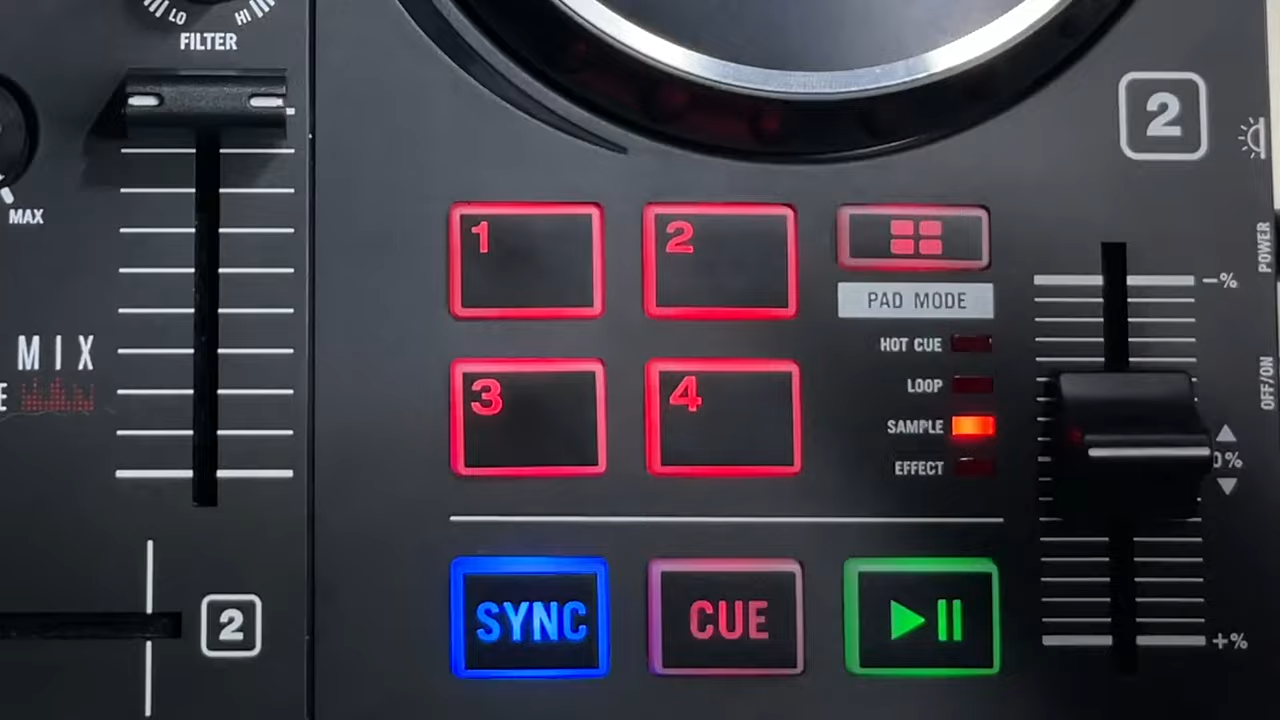 LO HI
FILTER
2
MAX
1 2
POWER
-%
PAD MODE
HOT CUE
MIX
LOOP
3 4
OFF/ON
SAMPLE
0%
EFFECT
SYNC CUE
2
+%